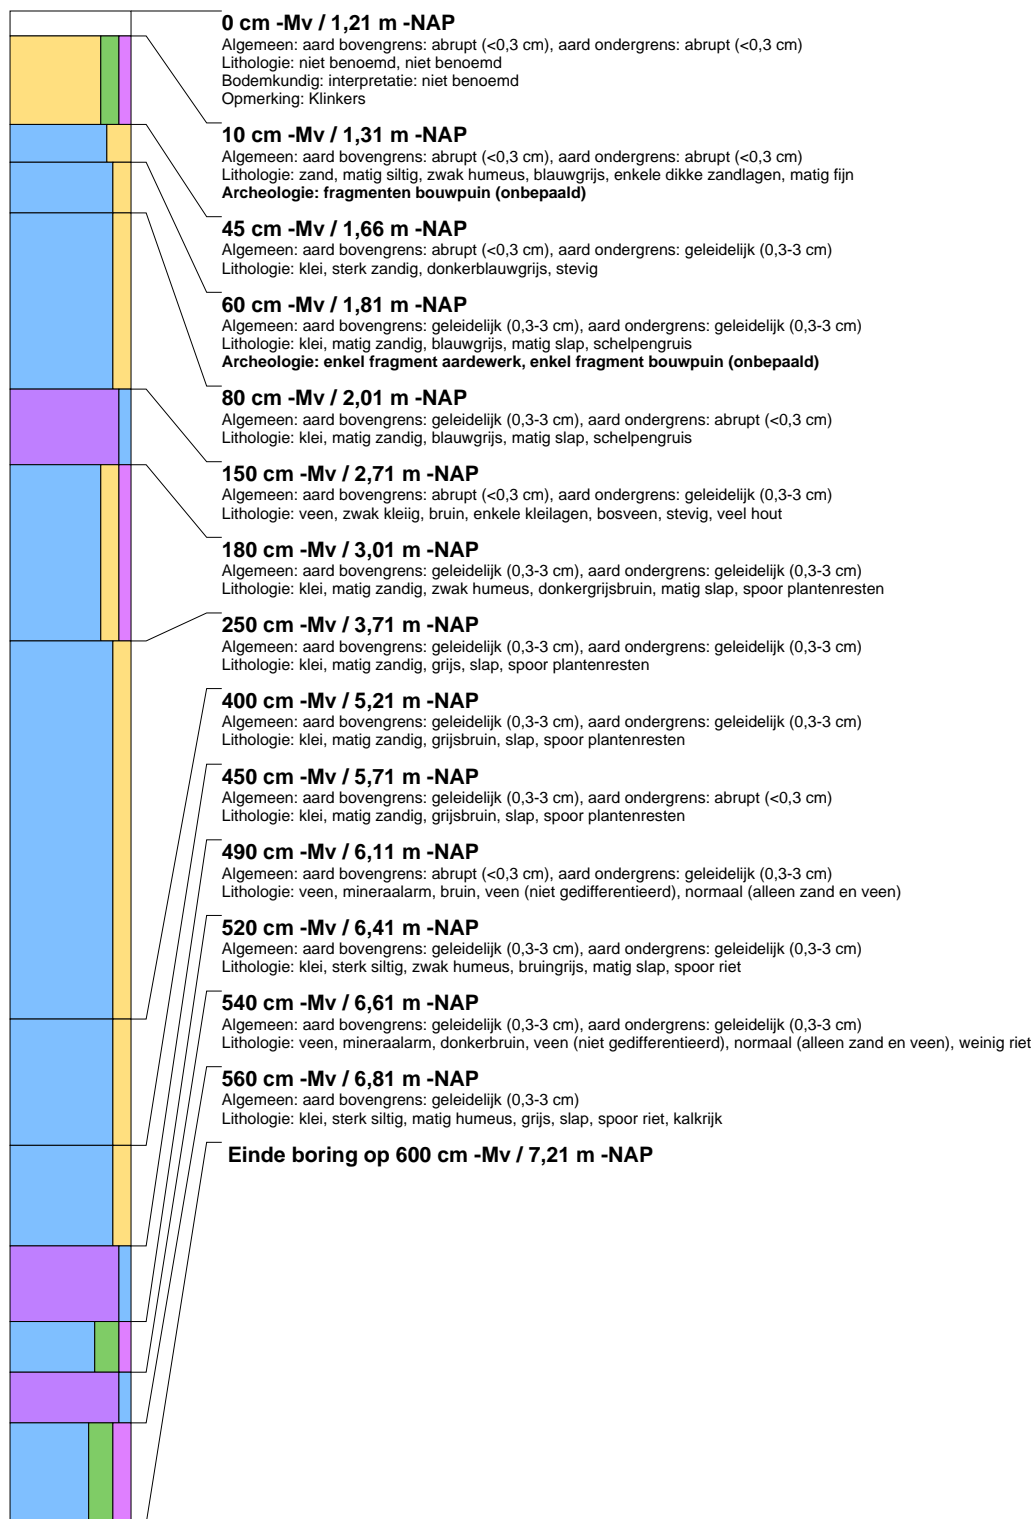 0 cm -Mv / 1,21 m -NAP
Algemeen: aard bovengrens: abrupt (<0,3 cm), aard ondergrens: abrupt (<0,3 cm)
Lithologie: niet benoemd, niet benoemd
Bodemkundig: interpretatie: niet benoemd
Opmerking: Klinkers
10 cm -Mv / 1,31 m -NAP
Algemeen: aard bovengrens: abrupt (<0,3 cm), aard ondergrens: abrupt (<0,3 cm)
Lithologie: zand, matig siltig, zwak humeus, blauwgrijs, enkele dikke zandlagen, matig fijn
Archeologie: fragmenten bouwpuin (onbepaald)
45 cm -Mv / 1,66 m -NAP
Algemeen: aard bovengrens: abrupt (<0,3 cm), aard ondergrens: geleidelijk (0,3-3 cm)
Lithologie: klei, sterk zandig, donkerblauwgrijs, stevig
60 cm -Mv / 1,81 m -NAP
Algemeen: aard bovengrens: geleidelijk (0,3-3 cm), aard ondergrens: geleidelijk (0,3-3 cm)
Lithologie: klei, matig zandig, blauwgrijs, matig slap, schelpengruis
Archeologie: enkel fragment aardewerk, enkel fragment bouwpuin (onbepaald)
80 cm -Mv / 2,01 m -NAP
Algemeen: aard bovengrens: geleidelijk (0,3-3 cm), aard ondergrens: abrupt (<0,3 cm)
Lithologie: klei, matig zandig, blauwgrijs, matig slap, schelpengruis
150 cm -Mv / 2,71 m -NAP
Algemeen: aard bovengrens: abrupt (<0,3 cm), aard ondergrens: geleidelijk (0,3-3 cm)
Lithologie: veen, zwak kleiig, bruin, enkele kleilagen, bosveen, stevig, veel hout
180 cm -Mv / 3,01 m -NAP
Algemeen: aard bovengrens: geleidelijk (0,3-3 cm), aard ondergrens: geleidelijk (0,3-3 cm)
Lithologie: klei, matig zandig, zwak humeus, donkergrijsbruin, matig slap, spoor plantenresten
250 cm -Mv / 3,71 m -NAP
Algemeen: aard bovengrens: geleidelijk (0,3-3 cm), aard ondergrens: geleidelijk (0,3-3 cm)
Lithologie: klei, matig zandig, grijs, slap, spoor plantenresten
400 cm -Mv / 5,21 m -NAP
Algemeen: aard bovengrens: geleidelijk (0,3-3 cm), aard ondergrens: geleidelijk (0,3-3 cm)
Lithologie: klei, matig zandig, grijsbruin, slap, spoor plantenresten
450 cm -Mv / 5,71 m -NAP
Algemeen: aard bovengrens: geleidelijk (0,3-3 cm), aard ondergrens: abrupt (<0,3 cm)
Lithologie: klei, matig zandig, grijsbruin, slap, spoor plantenresten
490 cm -Mv / 6,11 m -NAP
Algemeen: aard bovengrens: abrupt (<0,3 cm), aard ondergrens: geleidelijk (0,3-3 cm)
Lithologie: veen, mineraalarm, bruin, veen (niet gedifferentieerd), normaal (alleen zand en veen)
520 cm -Mv / 6,41 m -NAP
Algemeen: aard bovengrens: geleidelijk (0,3-3 cm), aard ondergrens: geleidelijk (0,3-3 cm)
Lithologie: klei, sterk siltig, zwak humeus, bruingrijs, matig slap, spoor riet
540 cm -Mv / 6,61 m -NAP
Algemeen: aard bovengrens: geleidelijk (0,3-3 cm), aard ondergrens: geleidelijk (0,3-3 cm)
Lithologie: veen, mineraalarm, donkerbruin, veen (niet gedifferentieerd), normaal (alleen zand en veen), weinig riet
560 cm -Mv / 6,81 m -NAP
Algemeen: aard bovengrens: geleidelijk (0,3-3 cm)
Lithologie: klei, sterk siltig, matig humeus, grijs, slap, spoor riet, kalkrijk
Einde boring op 600 cm -Mv / 7,21 m -NAP